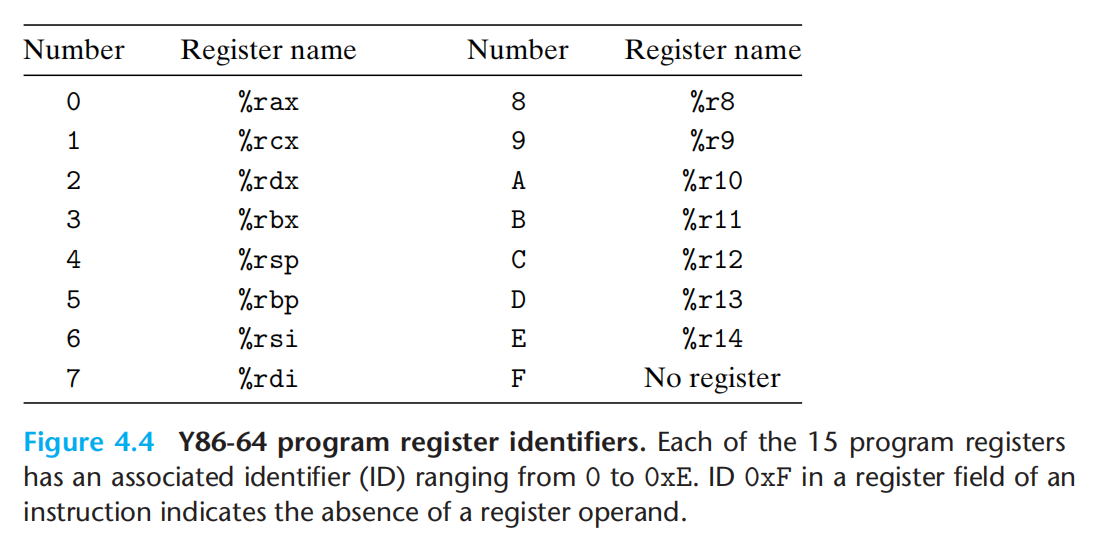 Number Register name Number Register name
0 %rax 8 %r8
1 %rcx 9 %r9
2 %rdx A %r10
3 %rbx B %r11
4 %rsp C %r12
5 %rbp D %r13
6 %rsi E %r14
7 %rdi F No register
Figure 4.4 Y86-64 program register identifiers. Each of the 15 program registers
has an associated identifier (ID) ranging from 0 to 0xE. ID 0xF in a register field of an
instruction indicates the absence of a register operand.